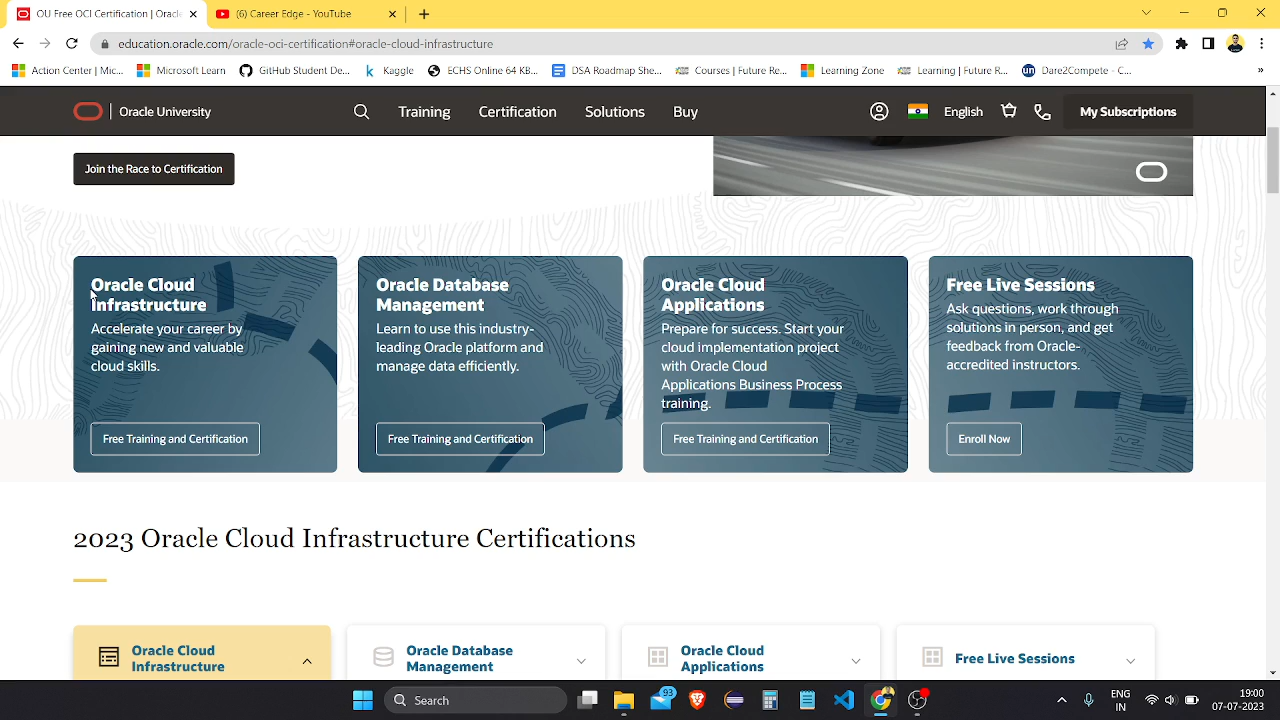 OU Free OCI Certification | Oracle
(6) Career Edge - YouTube
education.oracle.com/oracle-oci-certification#oracle-cloud-infrastructure
Action Center | Mic...
Microsoft Learn
GitHub Student De...
Kaggle
ECHS Online 64 KB...
DSA Roadmap She...
Courses | Future Re...
Learning Zone
Learning | Future R...
Dare2Compete - C...
»
Oracle University
Training
Certification
Solutions
Buy
English
My Subscriptions
Join the Race to Certification
Oracle Cloud
Infrastructure
Accelerate your career by
gaining new and valuable
cloud skills.
Free Training and Certification
Oracle Database
Management
Learn to use this industry-
leading Oracle platform and
manage data efficiently.
Free Training and Certification
Oracle Cloud
Applications
Prepare for success. Start your
cloud implementation project
with Oracle Cloud
Applications Business Process
training.
Free Training and Certification
Free Live Sessions
Ask questions, work through
solutions in person, and get
feedback from Oracle-
accredited instructors.
Enroll Now
2023 Oracle Cloud Infrastructure Certifications
Oracle Cloud
Infrastructure
Oracle Database
Management
Oracle Cloud
Applications
Free Live Sessions
Search
93
ENG
IN
19:00
07-07-2023